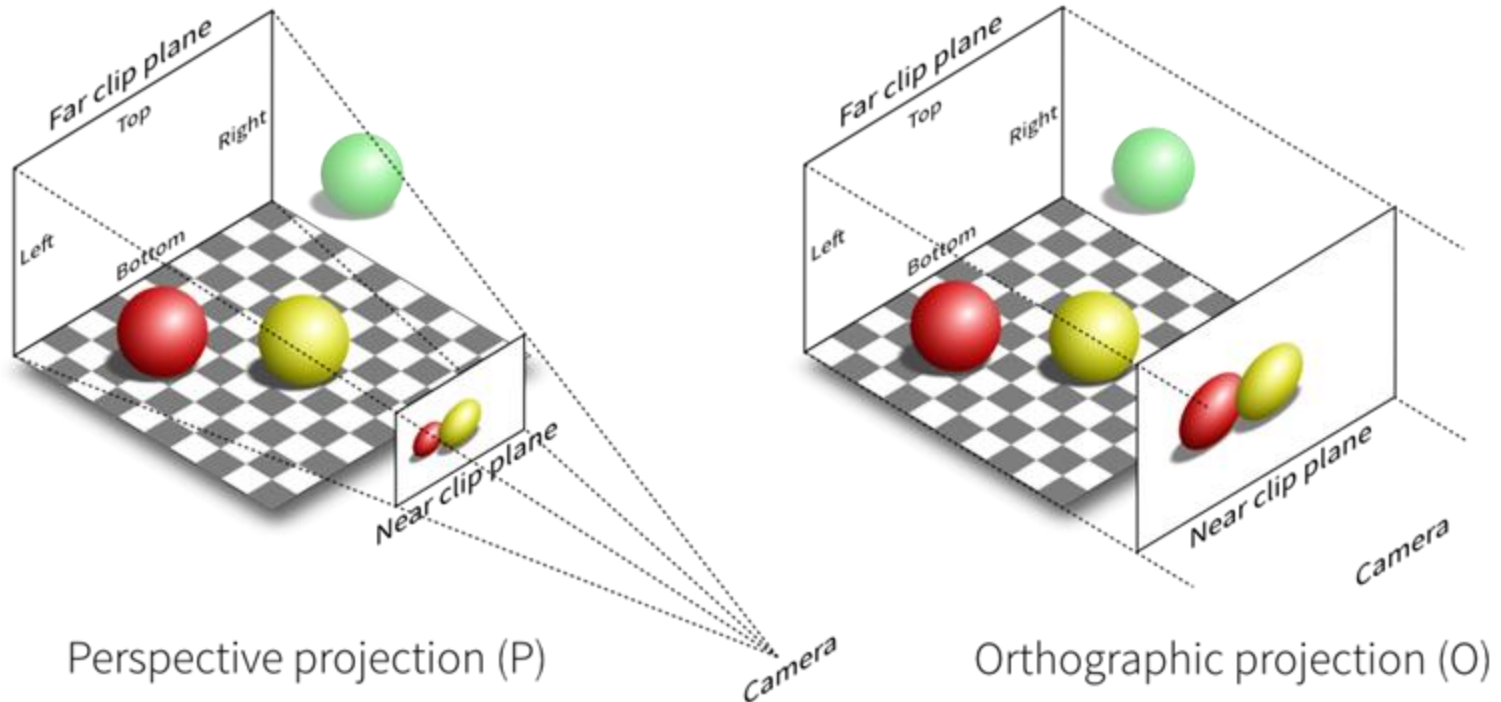 Far clip plane
Top
Right
Left
Bottom
Near clip plane
Camera
Perspective projection (P)
Far clip plane
Top
Right
Left
Bottom
Near clip plane
Camera
Orthographic projection (O)